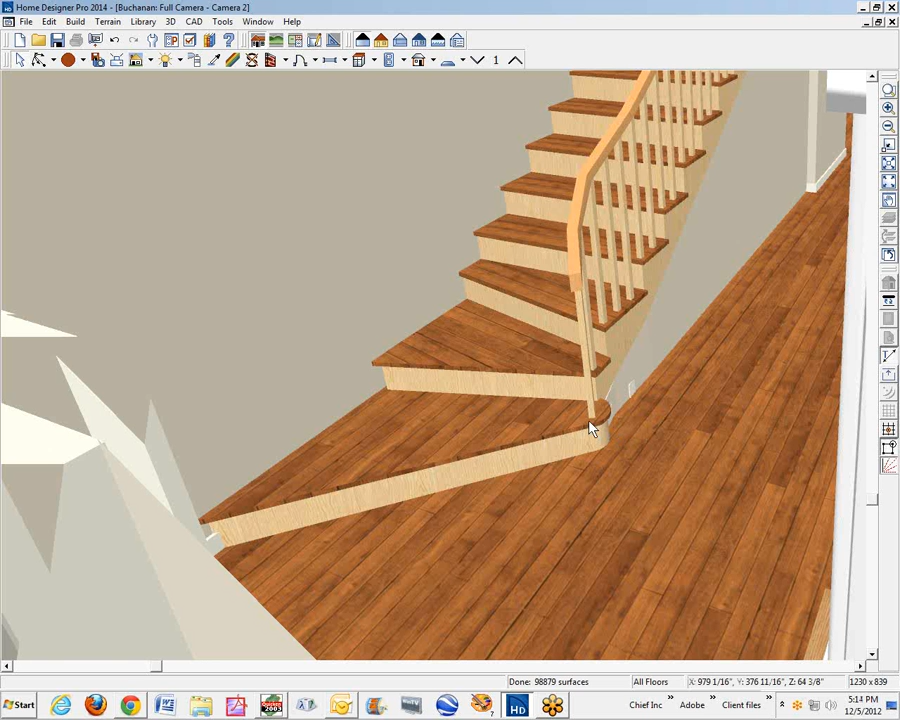 Home Designer Pro 2014 - [Buchanan: Full Camera - Camera 2]
File Edit Build Terrain Library 3D CAD Tools Window Help
1
Done: 98879 surfaces All Floors X: 979 1/16", Y: 376 11/16", Z: 64 3/8" 1230 x 839
Start Chief Inc » Adobe » Client files » 5:14 PM
12/5/2012